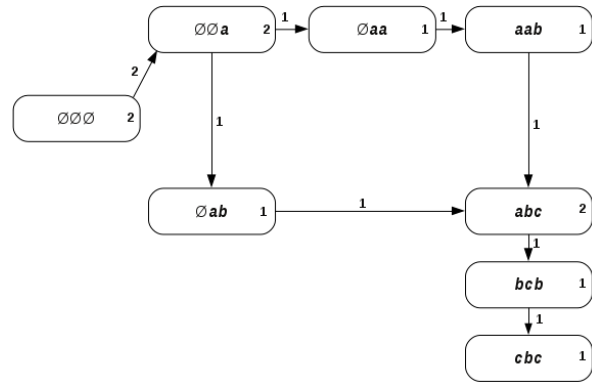 ∅∅a 2 1 ∅aa 1 1 aab 1
2
∅∅∅ 2
1 1
∅ab 1 1 abc 2
1
bcb 1
1
cbc 1